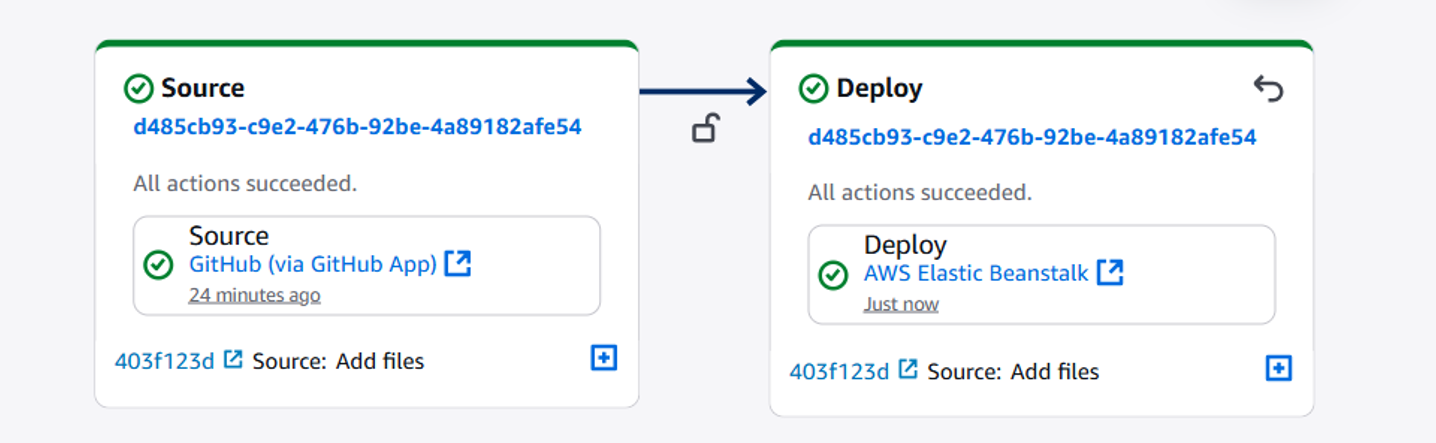 Source
d485cb93-c9e2-476b-92be-4a89182afe54
All actions succeeded.
Source
GitHub (via GitHub App)
24 minutes ago
403f123d Source: Add files
Deploy
d485cb93-c9e2-476b-92be-4a89182afe54
All actions succeeded.
Deploy
AWS Elastic Beanstalk
Just now
403f123d Source: Add files